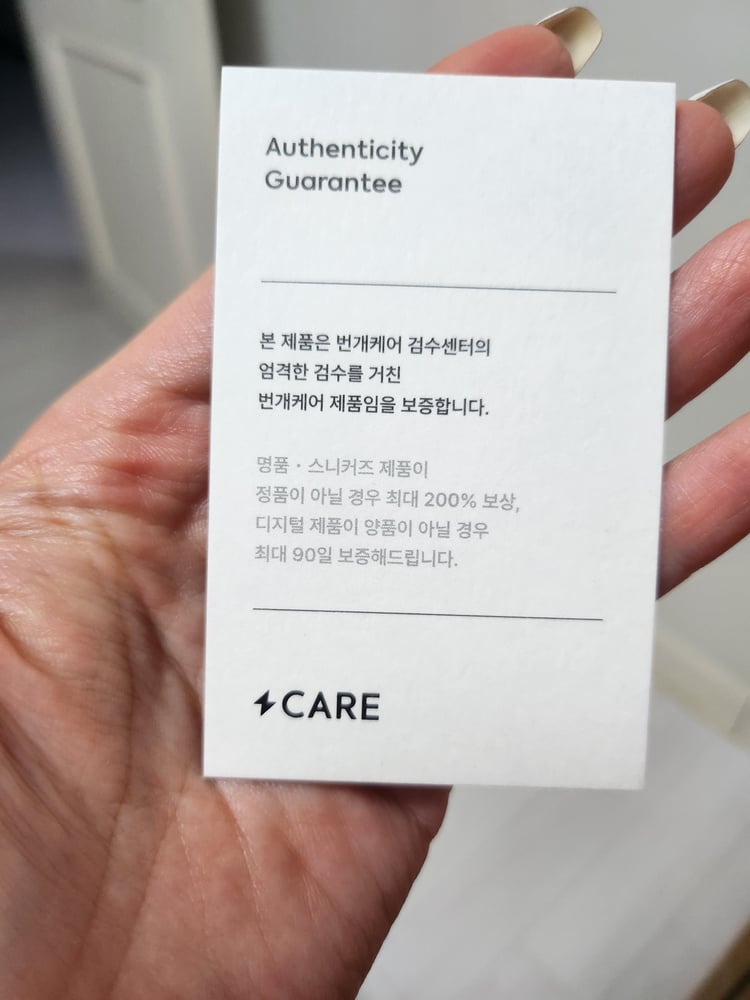 Authenticity
Guarantee
본 제품은 번개케어 검수센터의
엄격한 검수를 거친
번개케어 제품임을 보증합니다.
명품 · 스니커즈 제품이
정품이 아닐 경우 최대 200% 보상,
디지털 제품이 양품이 아닐 경우
최대 90일 보증해드립니다.
CARE